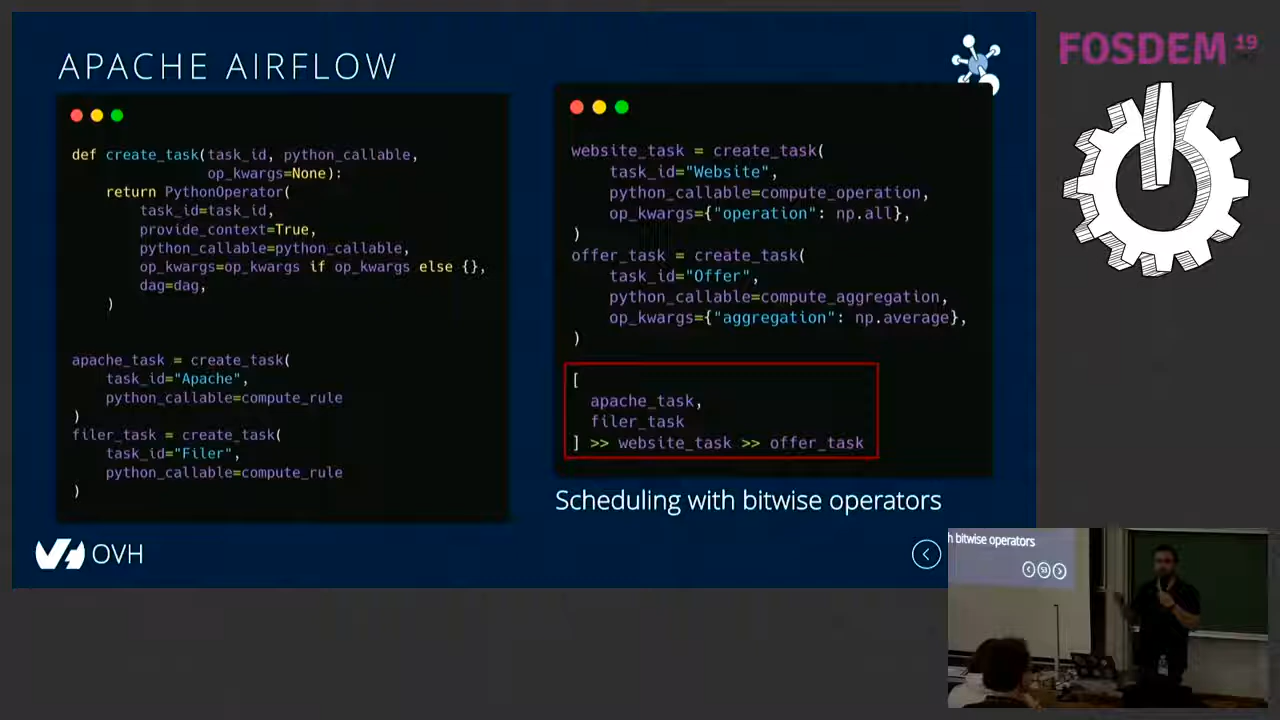 APACHE AIRFLOW
def create_task(task_id, python_callable,
op_kwargs=None):
return PythonOperator(
task_id=task_id,
provide_context=True,
python_callable=python_callable,
op_kwargs=op_kwargs if op_kwargs else {},
dag=dag,
)
apache_task = create_task(
task_id="Apache",
python_callable=compute_rule
)
filer_task = create_task(
task_id="Filer",
python_callable=compute_rule
)
website_task = create_task(
task_id="Website",
python_callable=compute_operation,
op_kwargs={"operation": np.all},
)
offer_task = create_task(
task_id="Offer",
python_callable=compute_aggregation,
op_kwargs={"aggregation": np.average},
)
[
apache_task,
filer_task
] >> website_task >> offer_task
Scheduling with bitwise operators
OVH
FOSDEM 19
h bitwise operators
53